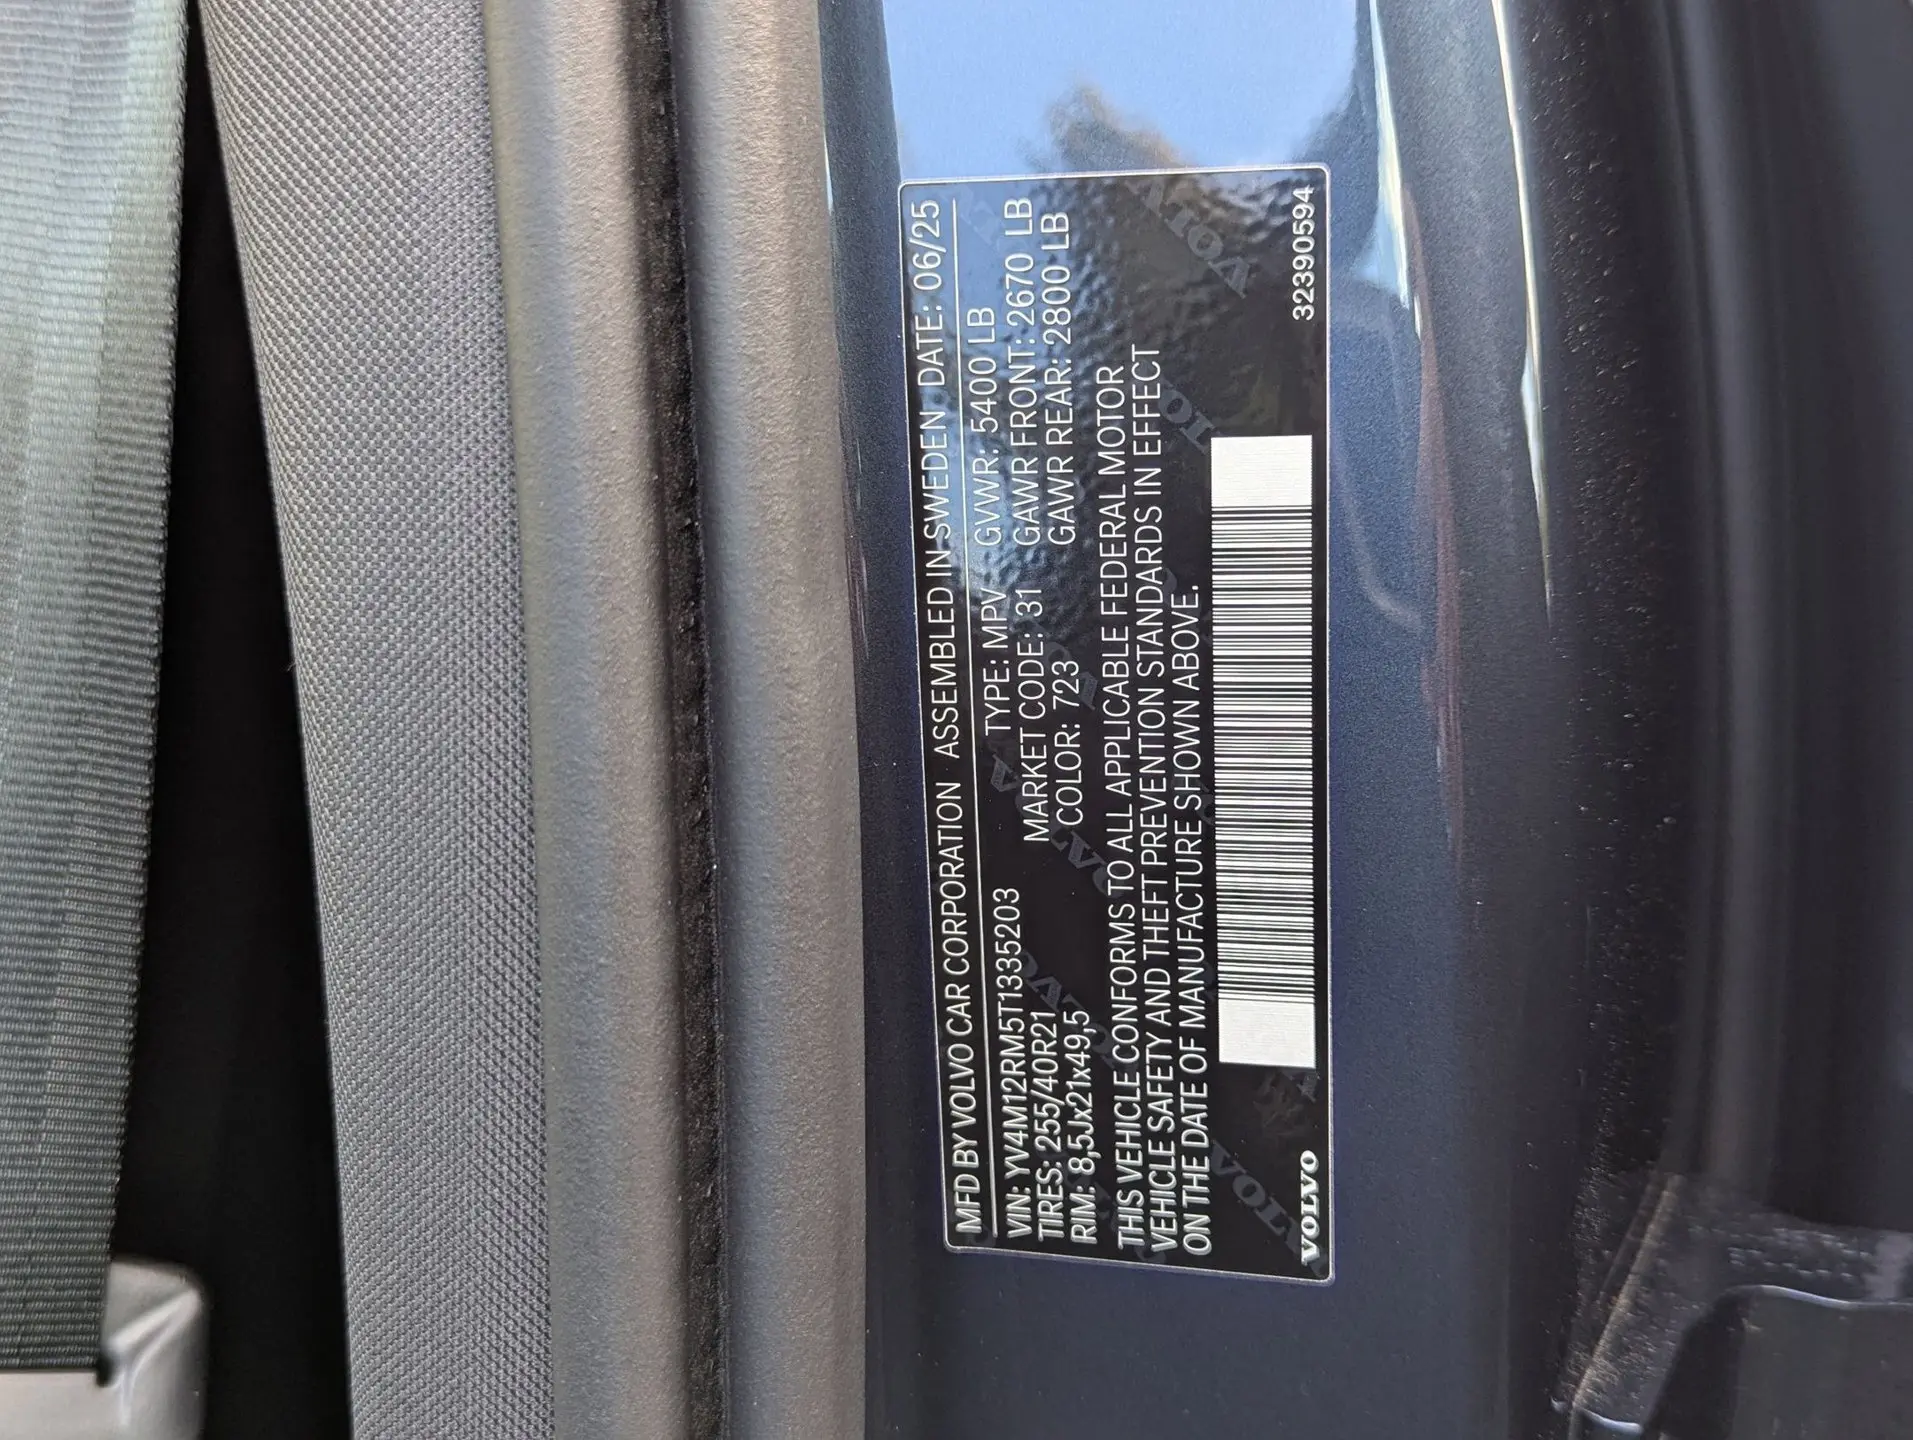 MFD BY VOLVO CAR CORPORATION ASSEMBLED IN SWEDEN DATE: 06/25
VIN: YV4M12RM5T1335203 TYPE: MPV GVWR: 5400 LB
TIRES: 255/40R21 MARKET CODE: 31 GAWR FRONT: 2670 LB
RIM: 8,5Jx21x49,5 COLOR: 723 GAWR REAR: 2800 LB
THIS VEHICLE CONFORMS TO ALL APPLICABLE FEDERAL MOTOR
VEHICLE SAFETY AND THEFT PREVENTION STANDARDS IN EFFECT
ON THE DATE OF MANUFACTURE SHOWN ABOVE.
VOLVO 32390594